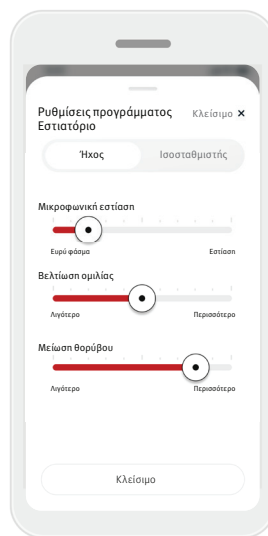 Ρυθμίσεις προγράμματος
Εστιατόριο
Κλείσιμο ×
Ήχος
Ισοσταθμιστής
Μικροφωνική εστίαση
Ευρύ φάσμα
Εστίαση
Βελτίωση ομιλίας
Λιγότερο
Περισσότερο
Μείωση θορύβου
Λιγότερο
Περισσότερο
Κλείσιμο